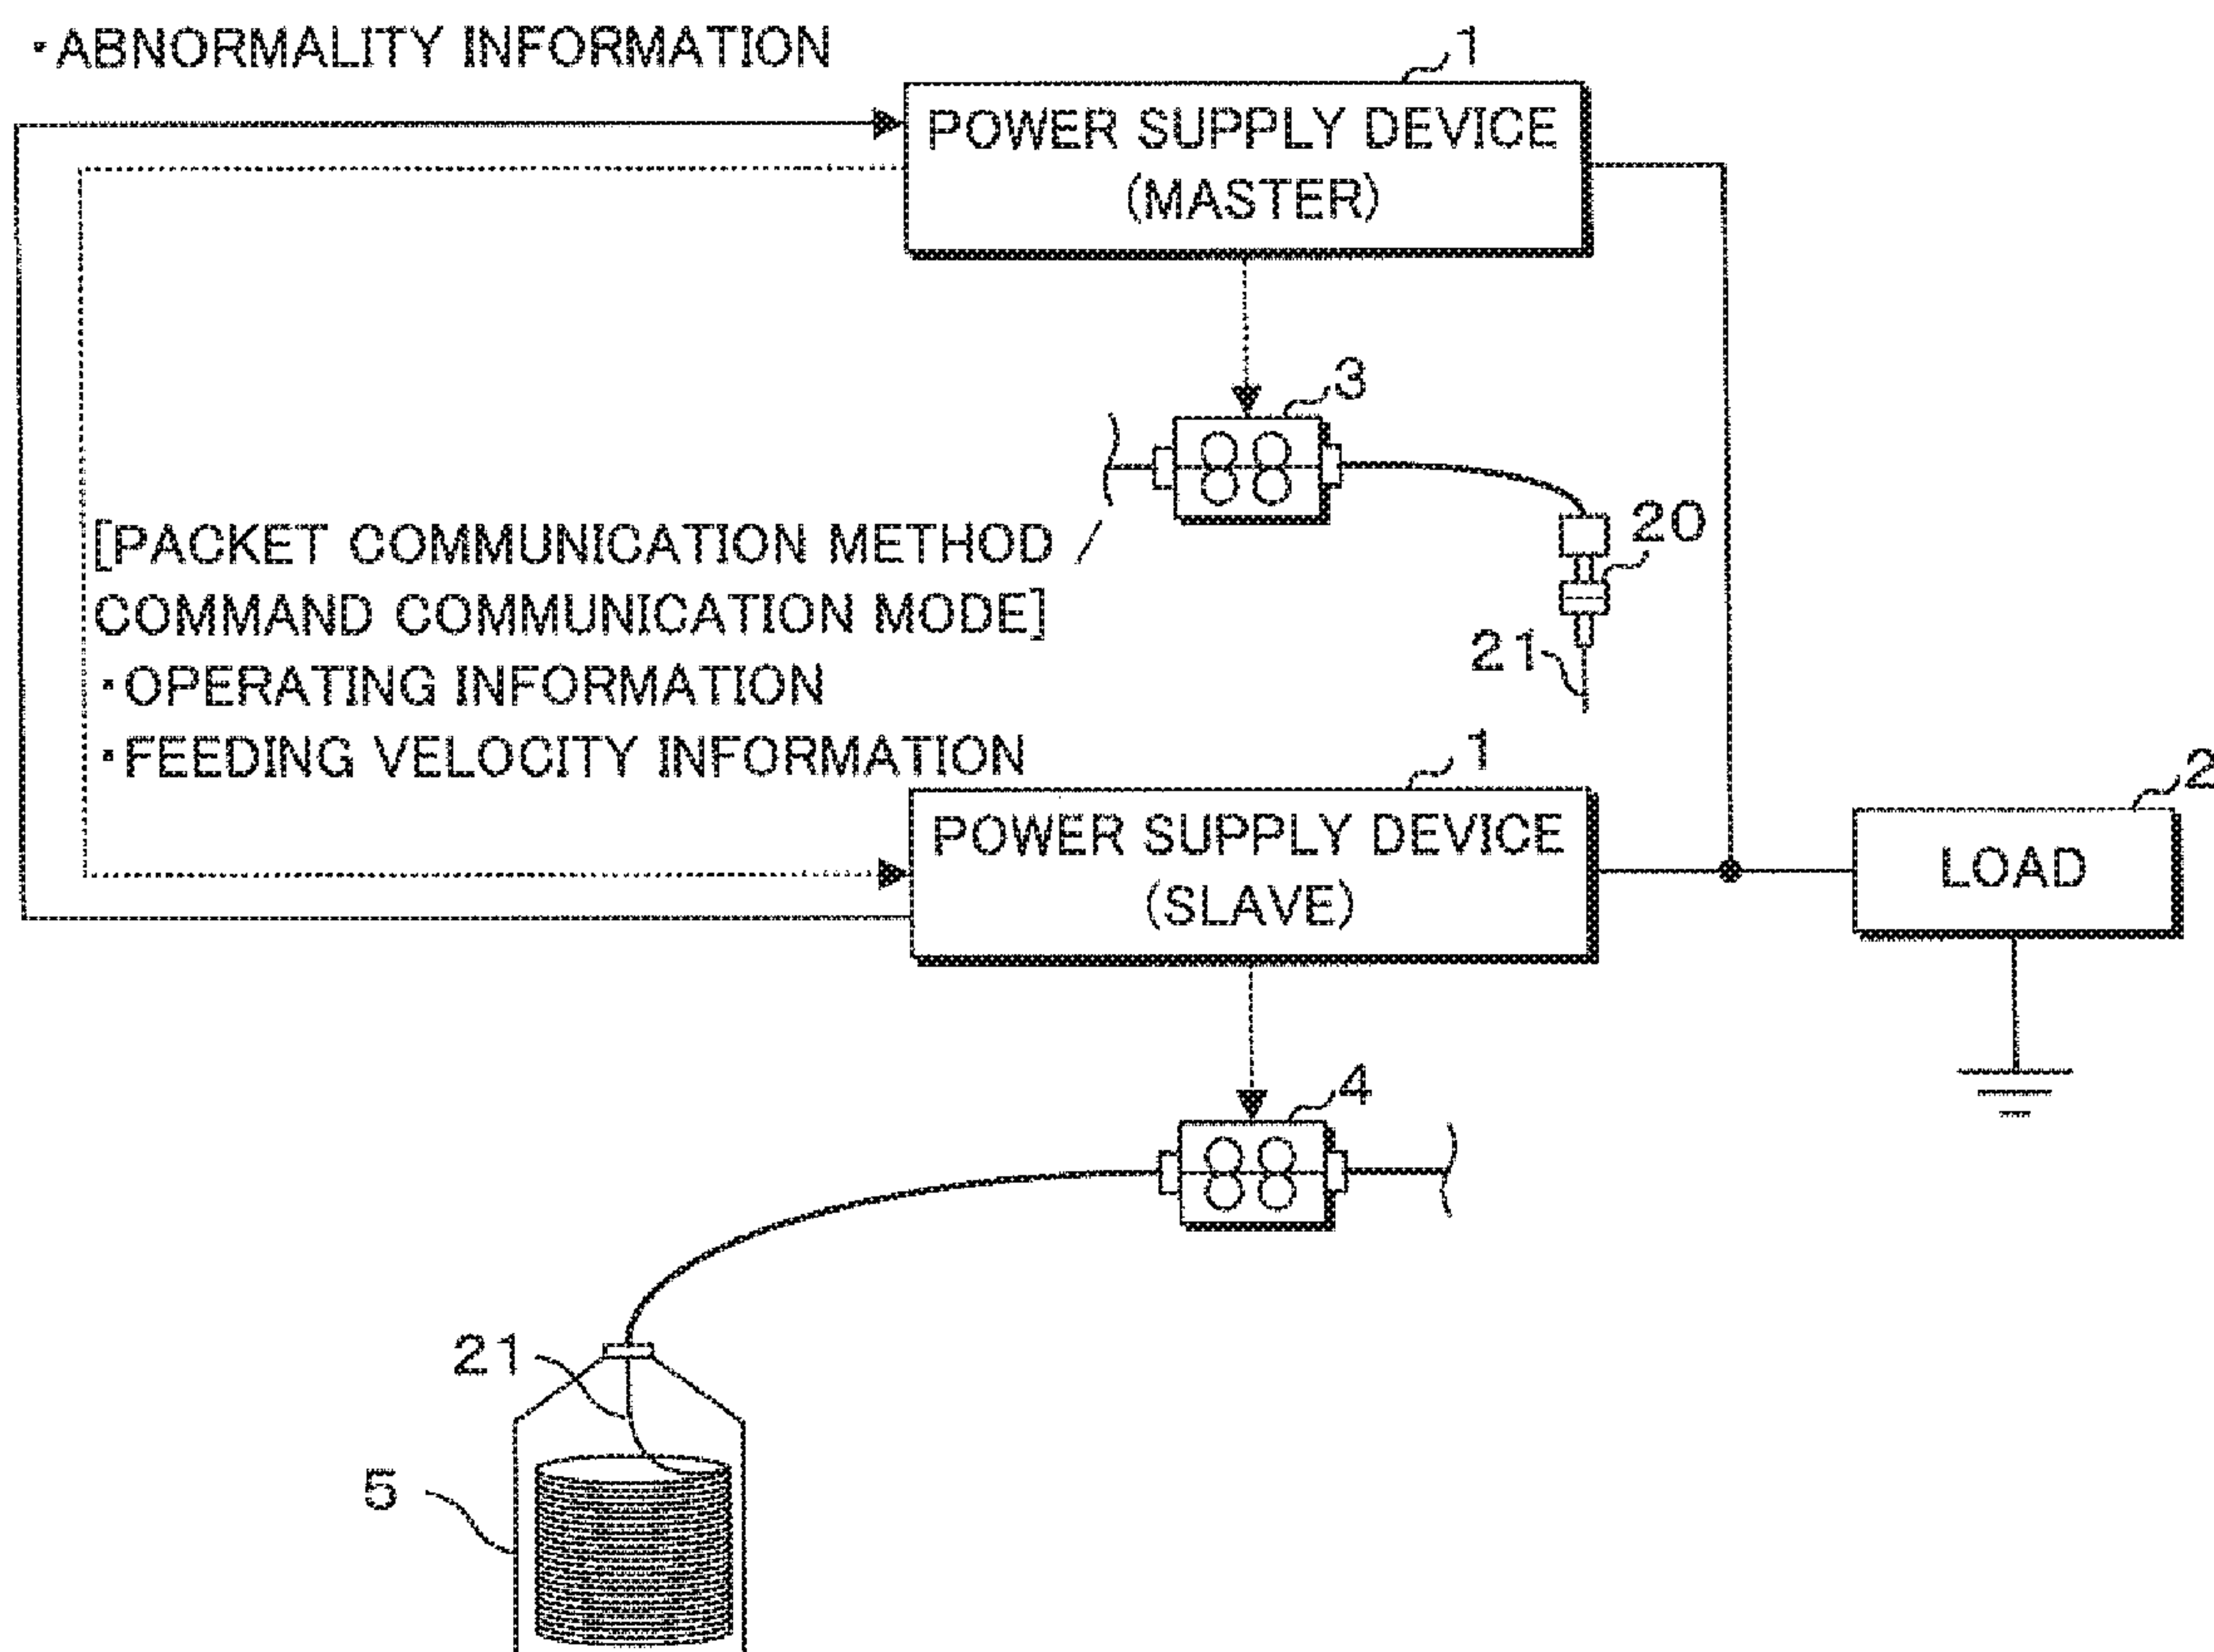 ・ABNORMALITY INFORMATION
1
POWER SUPPLY DEVICE
(MASTER)
3
[PACKET COMMUNICATION METHOD /
COMMAND COMMUNICATION MODE]
・OPERATING INFORMATION
・FEEDING VELOCITY INFORMATION
20
21
1
POWER SUPPLY DEVICE
(SLAVE)
2
LOAD
4
21
5